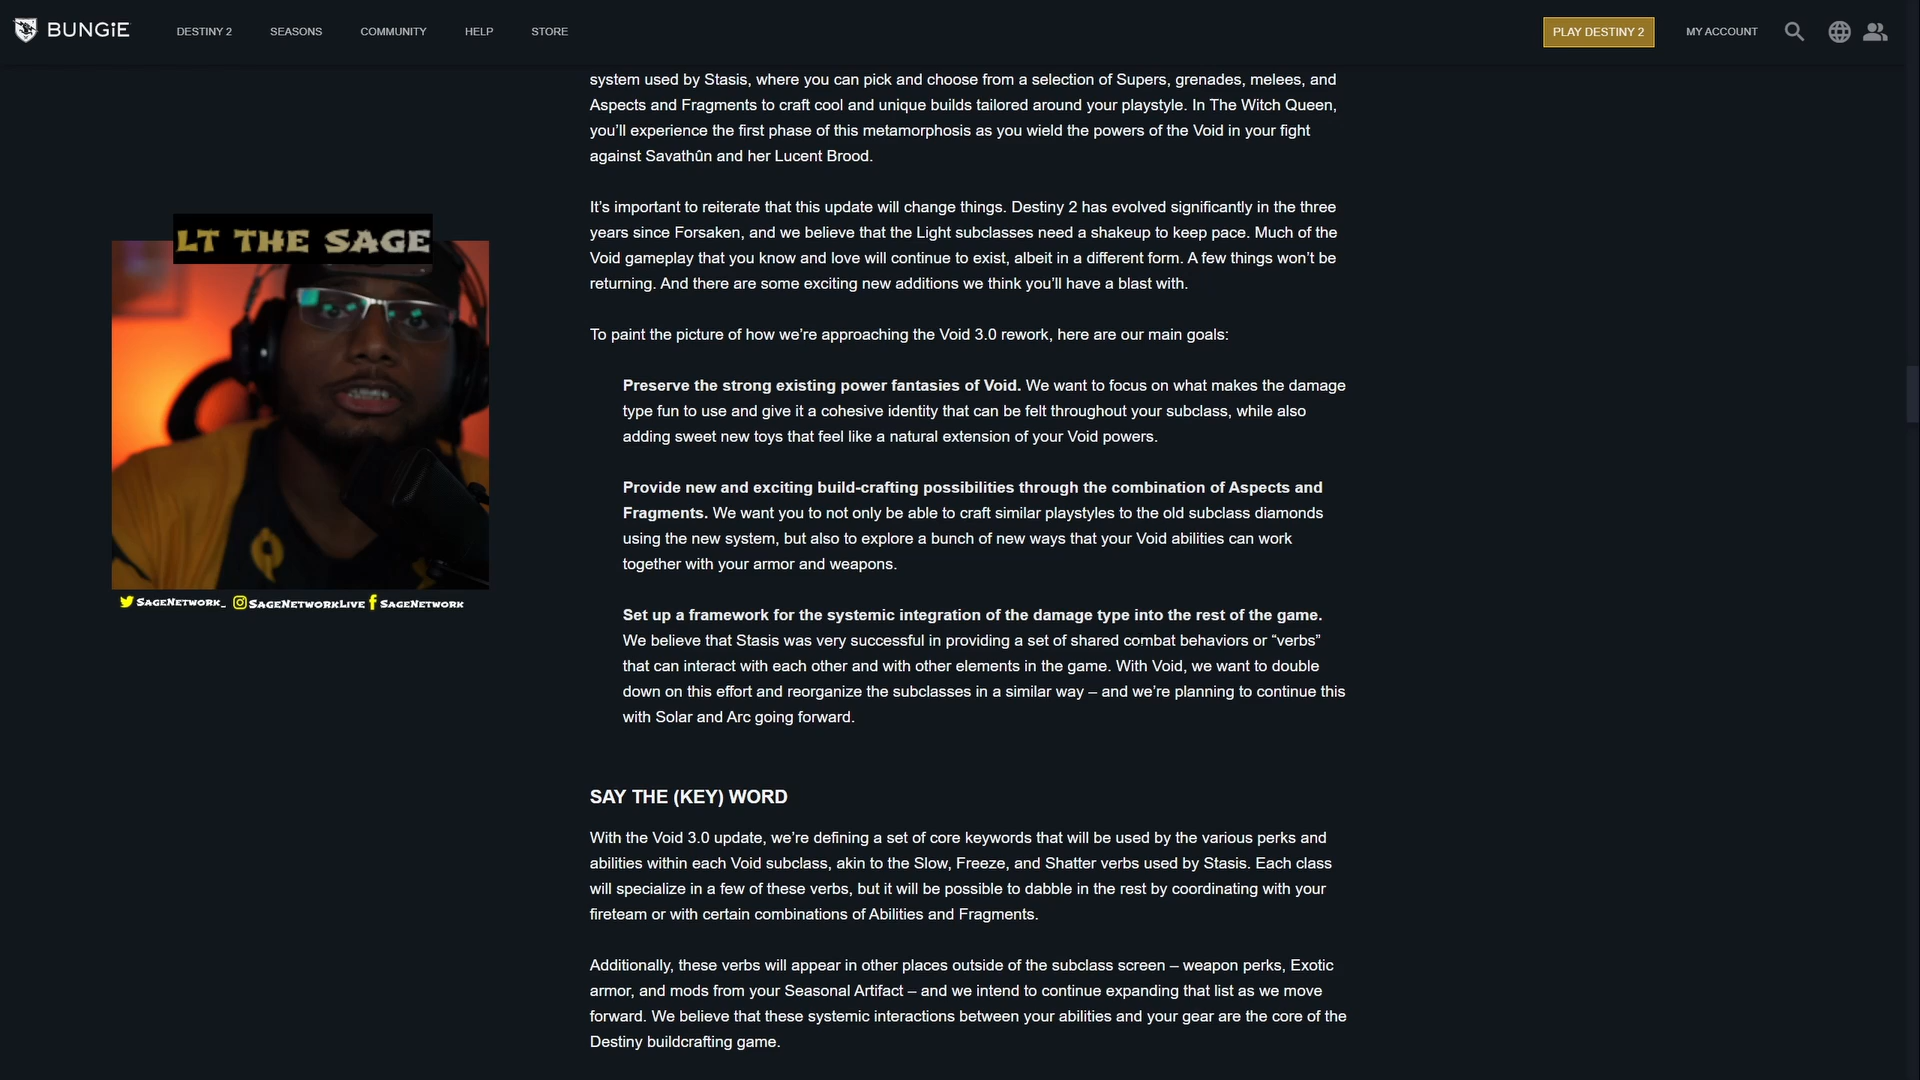 BUNGiE
DESTINY 2
SEASONS
COMMUNITY
HELP
STORE
PLAY DESTINY 2
MY ACCOUNT
LT THE SAGE
SAGENETWORK_ SAGENETWORKLIVE SAGENETWORK
system used by Stasis, where you can pick and choose from a selection of Supers, grenades, melees, and
Aspects and Fragments to craft cool and unique builds tailored around your playstyle. In The Witch Queen,
you’ll experience the first phase of this metamorphosis as you wield the powers of the Void in your fight
against Savathûn and her Lucent Brood.
It’s important to reiterate that this update will change things. Destiny 2 has evolved significantly in the three
years since Forsaken, and we believe that the Light subclasses need a shakeup to keep pace. Much of the
Void gameplay that you know and love will continue to exist, albeit in a different form. A few things won’t be
returning. And there are some exciting new additions we think you’ll have a blast with.
To paint the picture of how we’re approaching the Void 3.0 rework, here are our main goals:
Preserve the strong existing power fantasies of Void. We want to focus on what makes the damage
type fun to use and give it a cohesive identity that can be felt throughout your subclass, while also
adding sweet new toys that feel like a natural extension of your Void powers.
Provide new and exciting build-crafting possibilities through the combination of Aspects and
Fragments. We want you to not only be able to craft similar playstyles to the old subclass diamonds
using the new system, but also to explore a bunch of new ways that your Void abilities can work
together with your armor and weapons.
Set up a framework for the systemic integration of the damage type into the rest of the game.
We believe that Stasis was very successful in providing a set of shared combat behaviors or “verbs”
that can interact with each other and with other elements in the game. With Void, we want to double
down on this effort and reorganize the subclasses in a similar way – and we’re planning to continue this
with Solar and Arc going forward.
SAY THE (KEY) WORD
With the Void 3.0 update, we’re defining a set of core keywords that will be used by the various perks and
abilities within each Void subclass, akin to the Slow, Freeze, and Shatter verbs used by Stasis. Each class
will specialize in a few of these verbs, but it will be possible to dabble in the rest by coordinating with your
fireteam or with certain combinations of Abilities and Fragments.
Additionally, these verbs will appear in other places outside of the subclass screen – weapon perks, Exotic
armor, and mods from your Seasonal Artifact – and we intend to continue expanding that list as we move
forward. We believe that these systemic interactions between your abilities and your gear are the core of the
Destiny buildcrafting game.